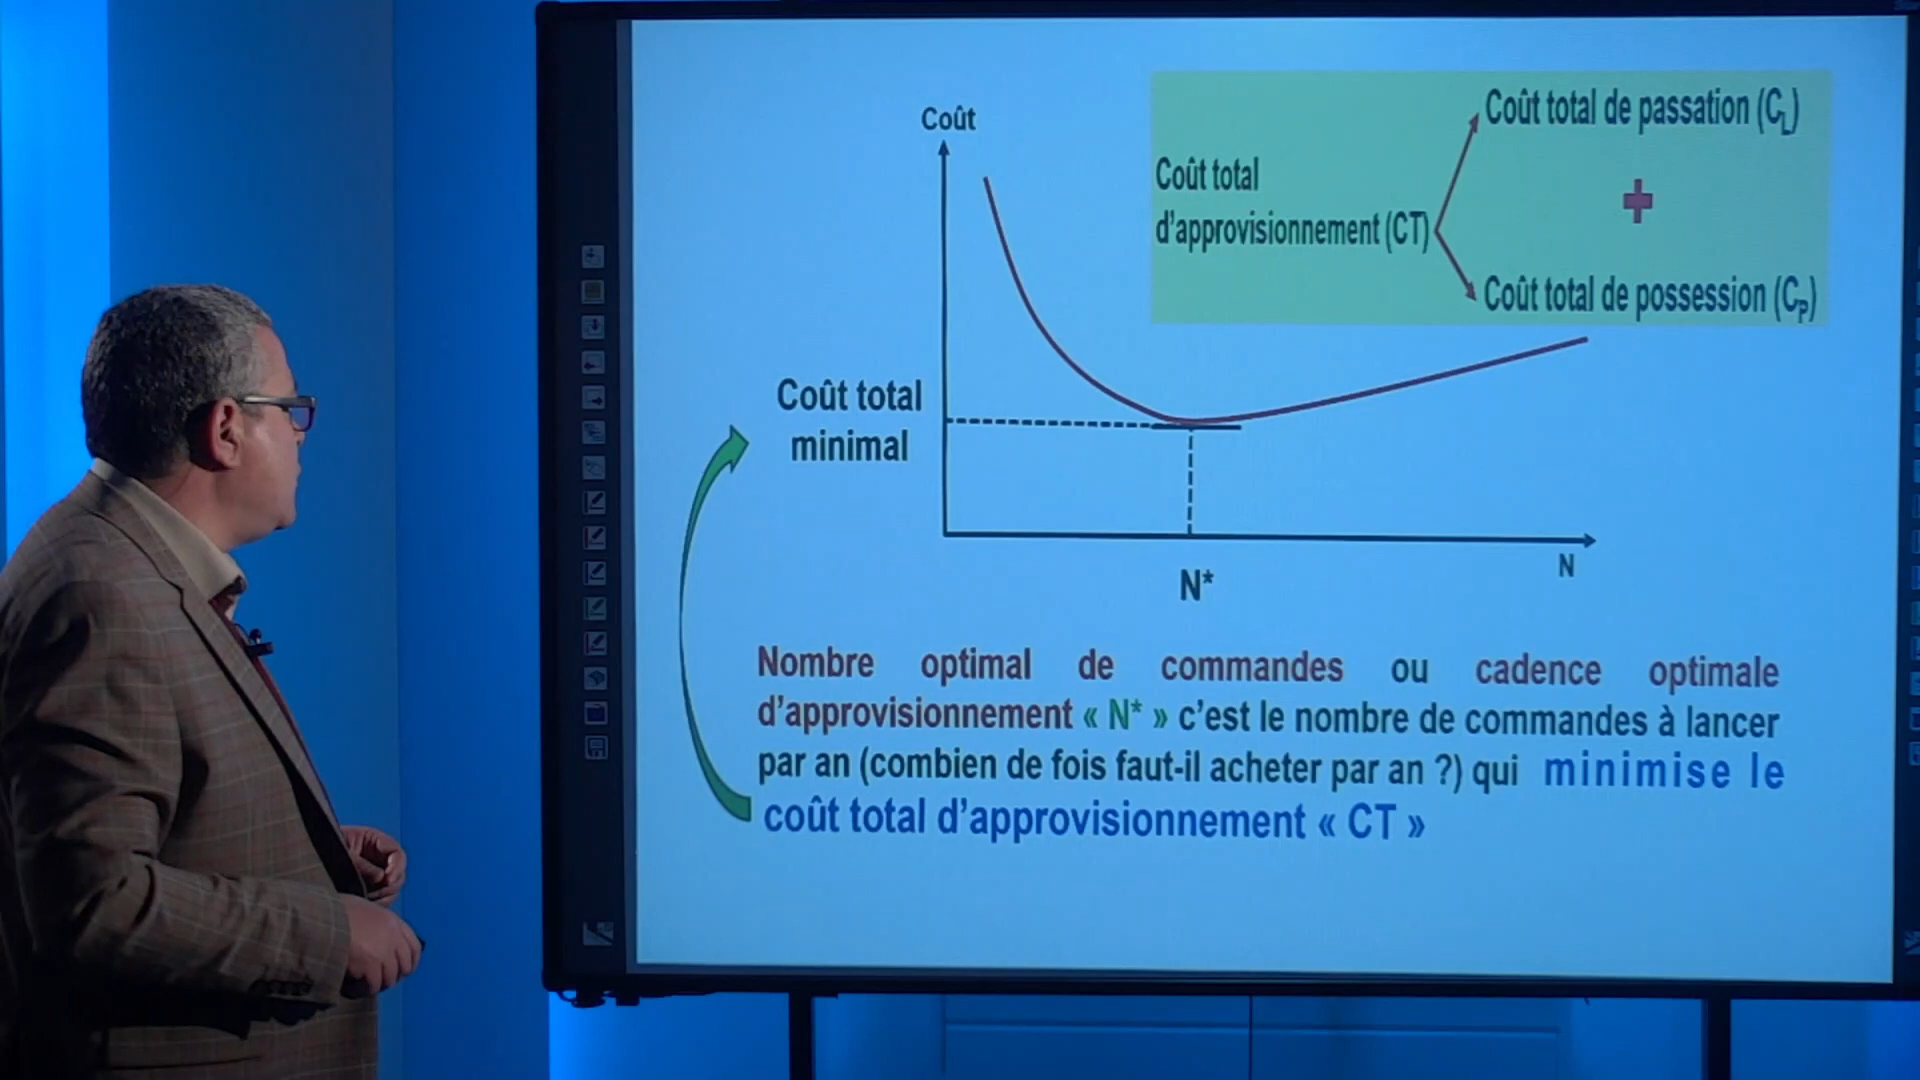 Coût
Coût total de passation (CL)
Coût total
d'approvisionnement (CT)
Coût total de possession (CP)
Coût total
minimal
N
N*
Nombre optimal de commandes ou cadence optimale
d'approvisionnement « N* » c'est le nombre de commandes à lancer
par an (combien de fois faut-il acheter par an ?) qui minimise le
coût total d'approvisionnement « CT »